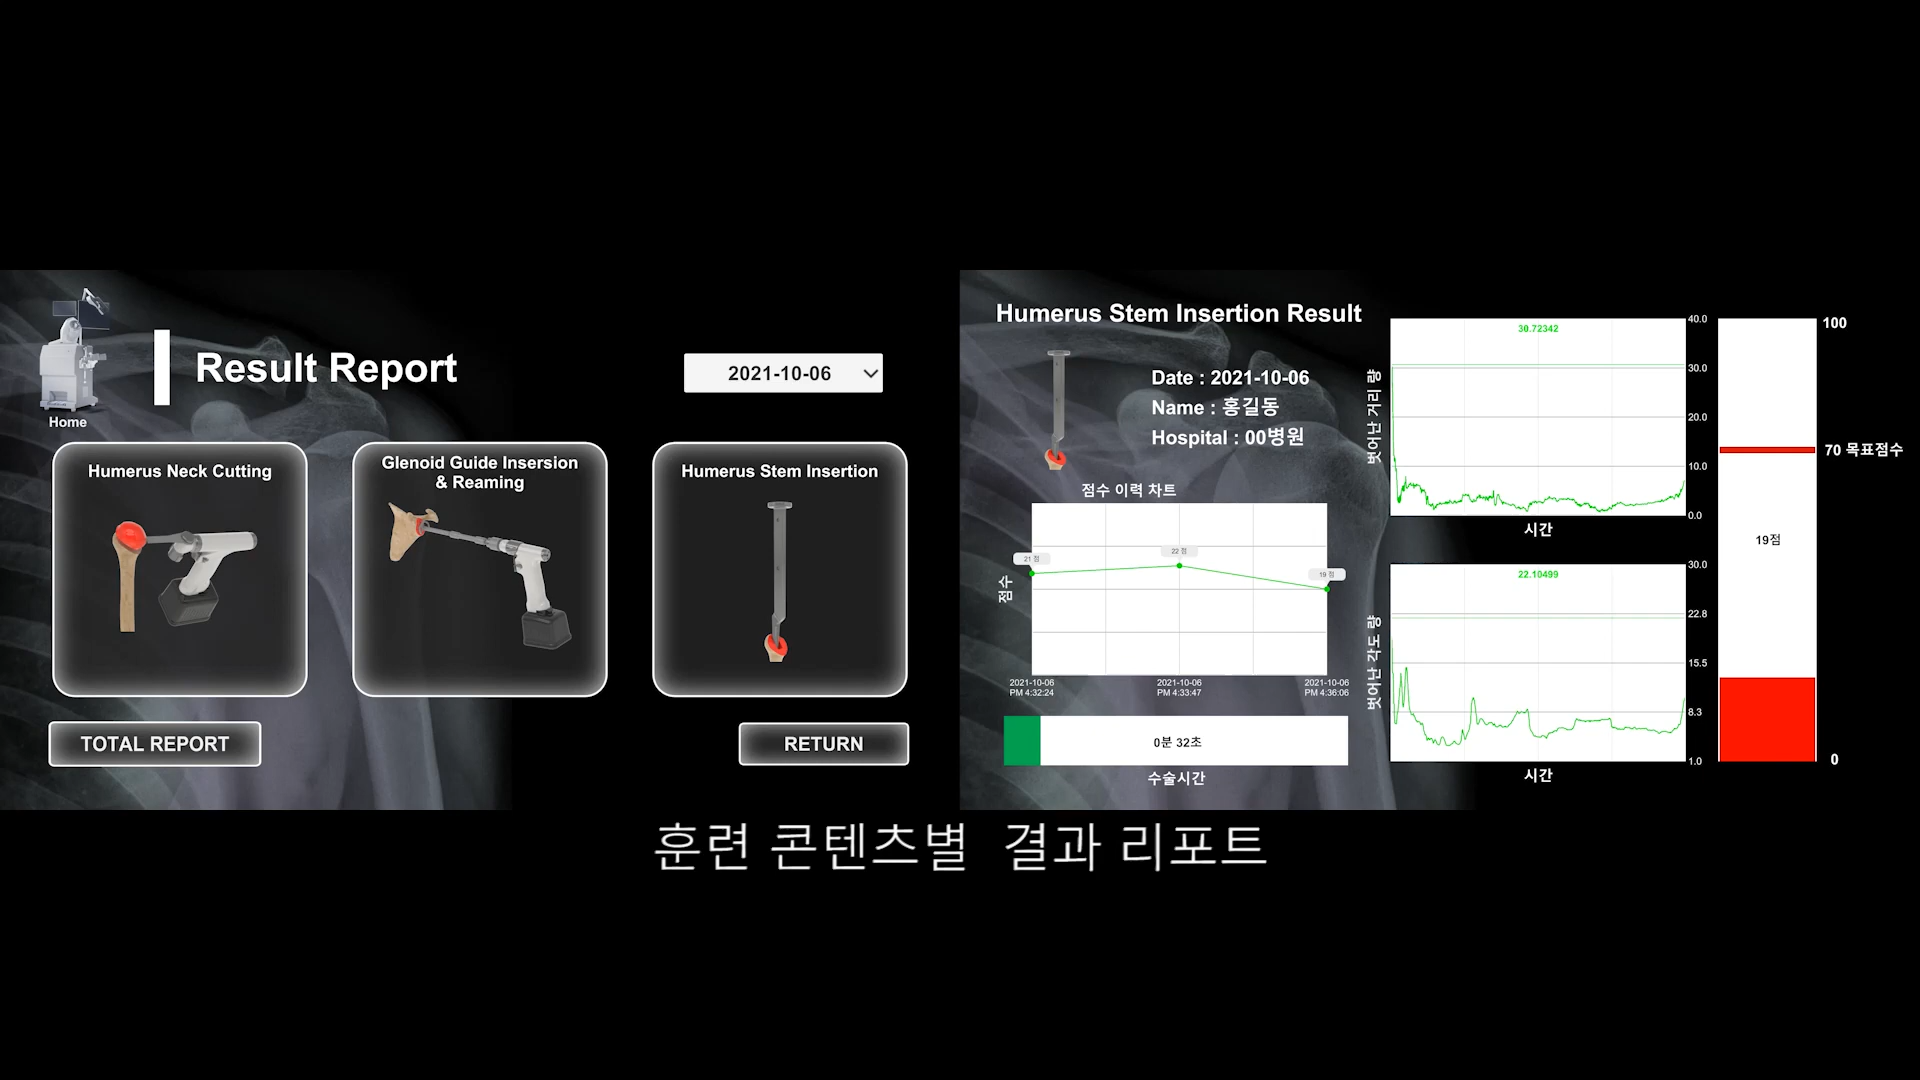 Home
Result Report
2021-10-06
Humerus Neck Cutting
Glenoid Guide Insersion
& Reaming
Humerus Stem Insertion
TOTAL REPORT
RETURN
Humerus Stem Insertion Result
Date : 2021-10-06
Name : 홍길동
Hospital : 00병원
점수 이력 차트
점수
21 점
22 점
19 점
2021-10-06
PM 4:32:24
2021-10-06
PM 4:33:47
2021-10-06
PM 4:36:06
0분 32초
수술시간
벗어난 거리 량
30.72342
40.0
30.0
20.0
10.0
0.0
시간
벗어난 각도 량
22.10499
30.0
22.8
15.5
8.3
1.0
시간
100
70 목표점수
19점
0
훈련 콘텐츠별 결과 리포트